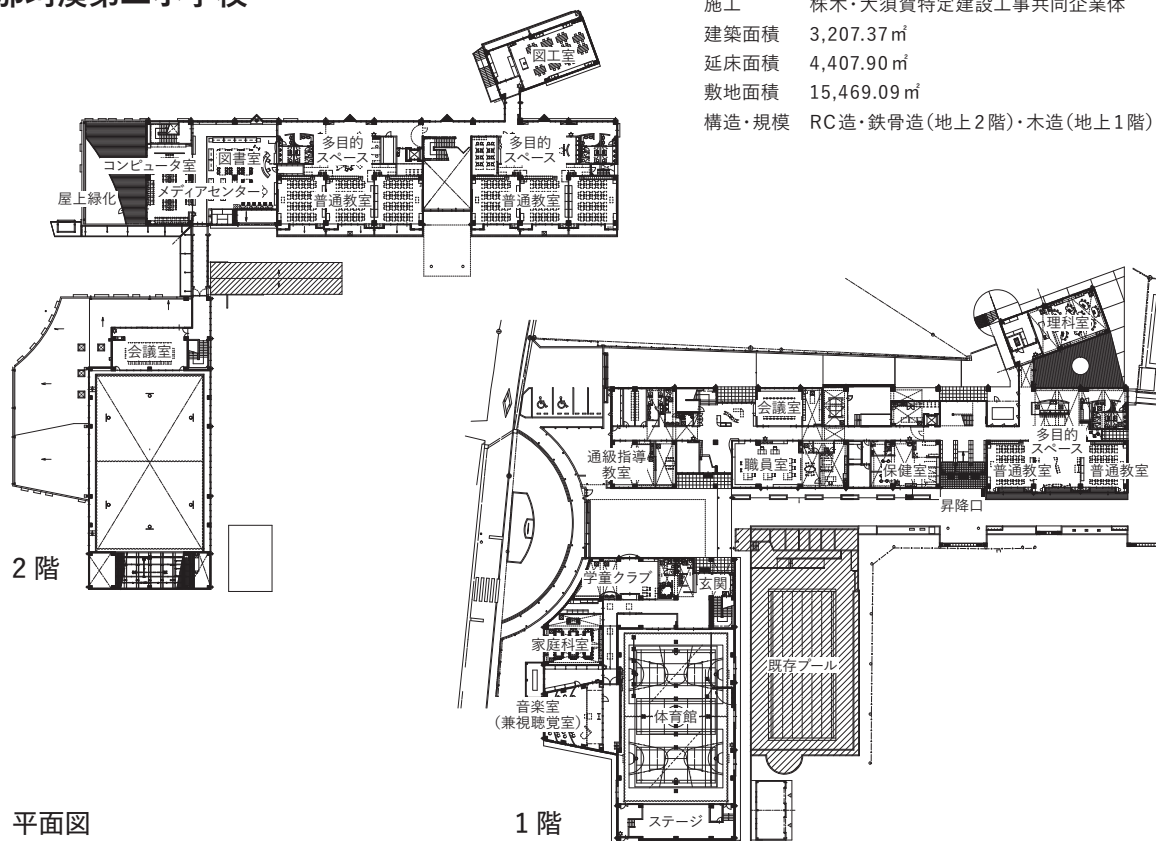 施工 株木・大須賀特定建設工事共同企業体
建築面積 3,207.37㎡
延床面積 4,407.90㎡
敷地面積 15,469.09㎡
構造・規模 RC造・鉄骨造(地上2階)・木造(地上1階)
図工室
多目的
スペース
多目的
スペース
コンピュータ室
図書室
メディアセンター
屋上緑化
普通教室
普通教室
会議室
2階
理科室
会議室
多目的
スペース
通級指導
教室
職員室
保健室
普通教室
普通教室
昇降口
学童クラブ
玄関
家庭科室
既存プール
音楽室
(兼視聴覚室)
体育館
ステージ
平面図
1階